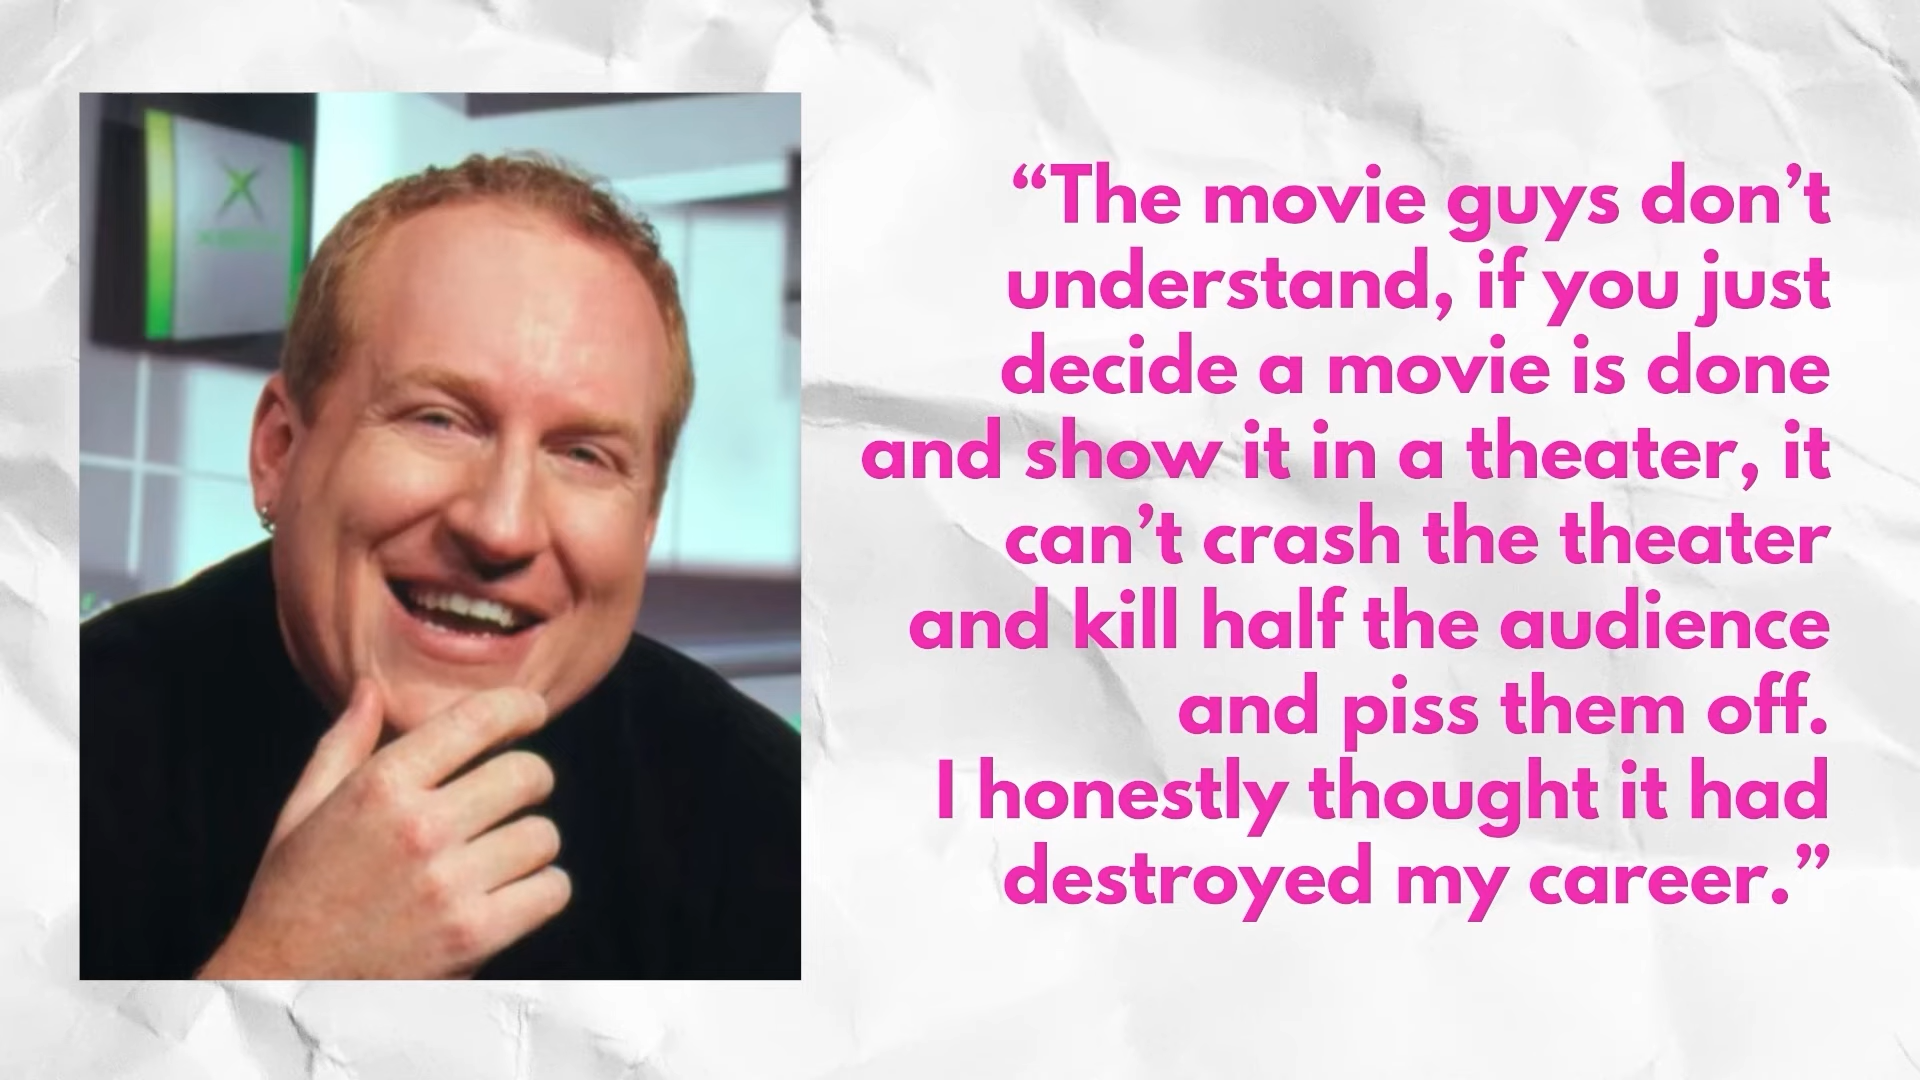 “The movie guys don’t
understand, if you just
decide a movie is done
and show it in a theater, it
can’t crash the theater
and kill half the audience
and piss them off.
I honestly thought it had
destroyed my career.”